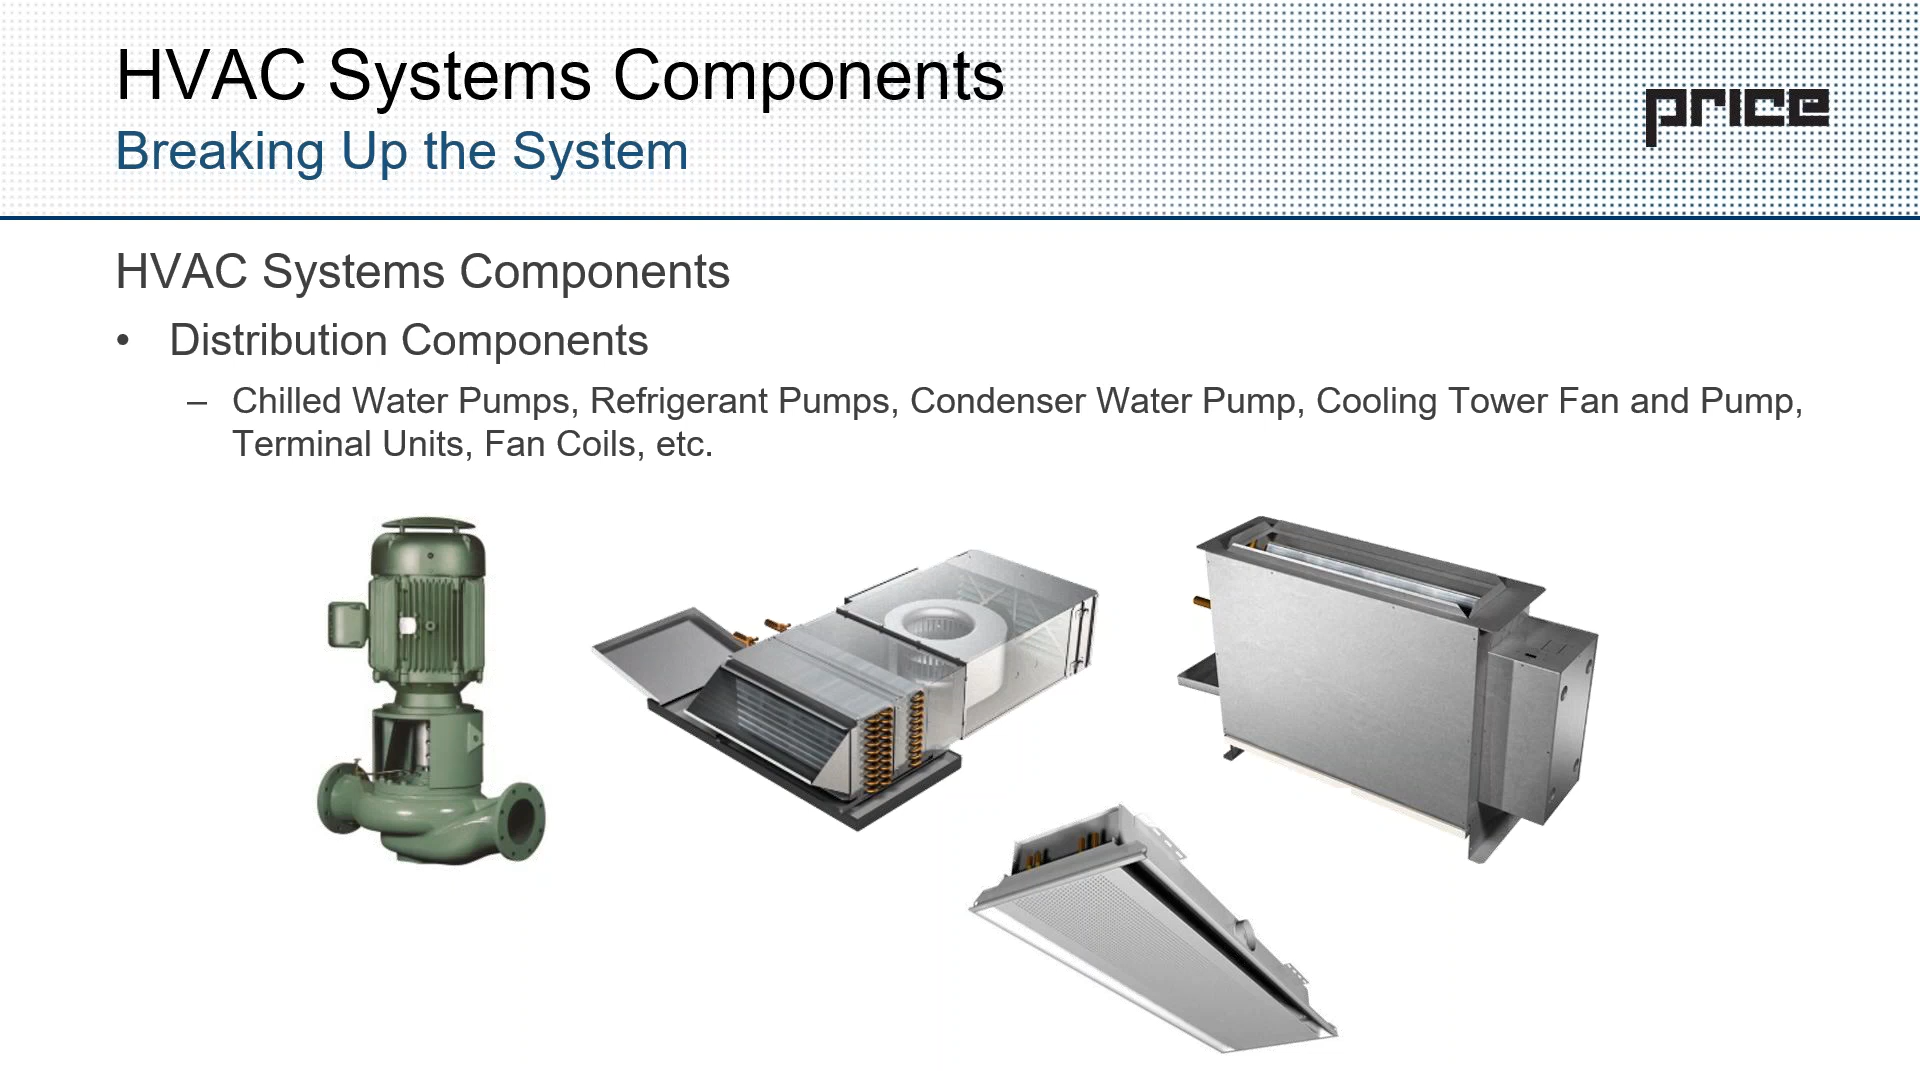 HVAC Systems Components
Breaking Up the System
price
HVAC Systems Components
• Distribution Components
– Chilled Water Pumps, Refrigerant Pumps, Condenser Water Pump, Cooling Tower Fan and Pump,
Terminal Units, Fan Coils, etc.